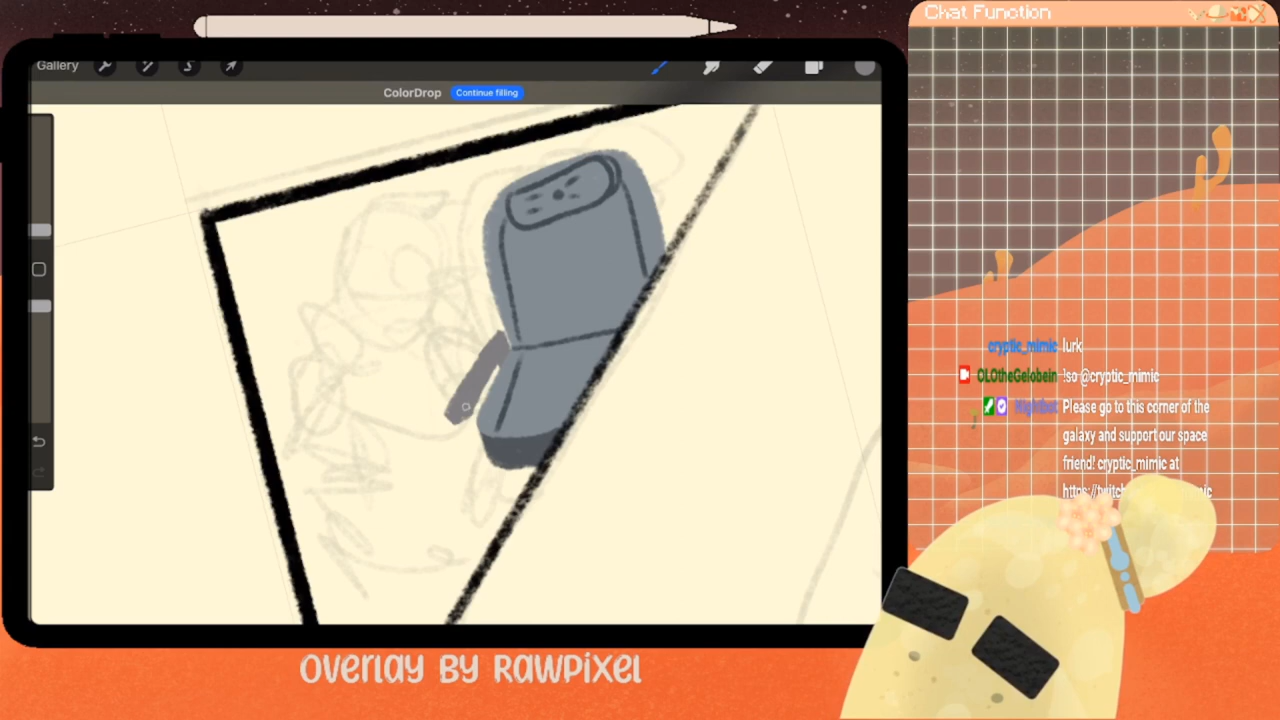 Chat Function
Gallery
ColorDrop
Continue filling
cryptic_mimic lurk
OLOtheGelobein !so @cryptic_mimic
Nightbot Please go to this corner of the
galaxy and support our space
friend! cryptic_mimic at
OVERLAY BY RAWPIXEL